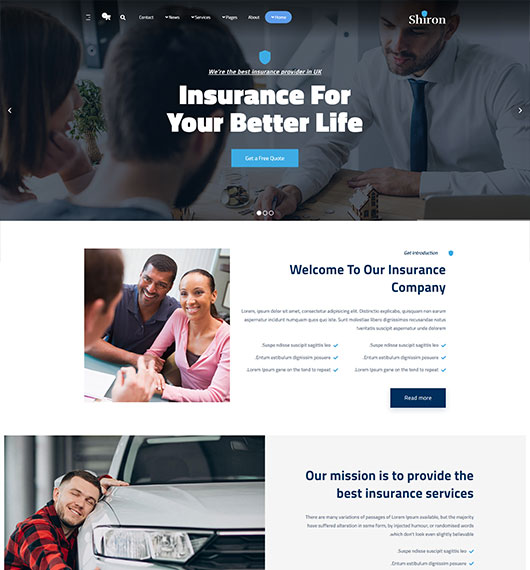 Contact News Services Pages About Home
Shiron
We're the best insurance provider in UK
Insurance For
Your Better Life
Get a Free Quote
Get Introduction
Welcome To Our Insurance
Company
Lorem, ipsum dolor sit amet, consectetur adipisicing elit. Distinctio explicabo, quisquam non earum
aspernatur incidunt numquam quae quo iste. Sunt molestiae libero dignissimos recusandae natus
.veritatis suscipit aspernatur unde dolorem
.Suspe ndisse suscipit sagittis leo .Suspe ndisse suscipit sagittis leo
.Entum estibulum dignissim posuere .Entum estibulum dignissim posuere
.Lorem Ipsum gene on the tend to repeat .Lorem Ipsum gene on the tend to repeat
Read more
Our mission is to provide the
best insurance services
There are many variations of passages of Lorem Ipsum available, but the majority
have suffered alteration in some form, by injected humour, or randomised words
.which don't look even slightly believable
.Suspe ndisse suscipit sagittis leo
.Entum estibulum dignissim posuere